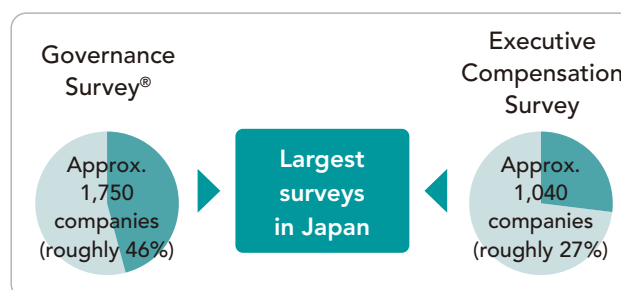 Governance
Survey®
Approx.
1,750
companies
(roughly 46%)
Largest
surveys
in Japan
Executive
Compensation
Survey
Approx.
1,040
companies
(roughly 27%)